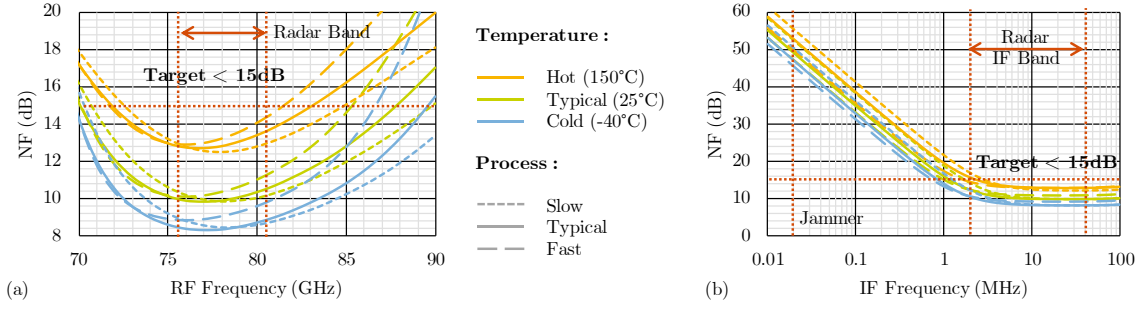 20
18
16
14
12
10
8
NF (dB)
Radar Band
Target < 15dB
70
75
80
85
90
(a)
RF Frequency (GHz)
Temperature :
Hot (150°C)
Typical (25°C)
Cold (-40°C)
Process :
Slow
Typical
Fast
60
50
40
30
20
10
0
NF (dB)
Radar
IF Band
Target < 15dB
Jammer
0.01
0.1
1
10
100
(b)
IF Frequency (MHz)